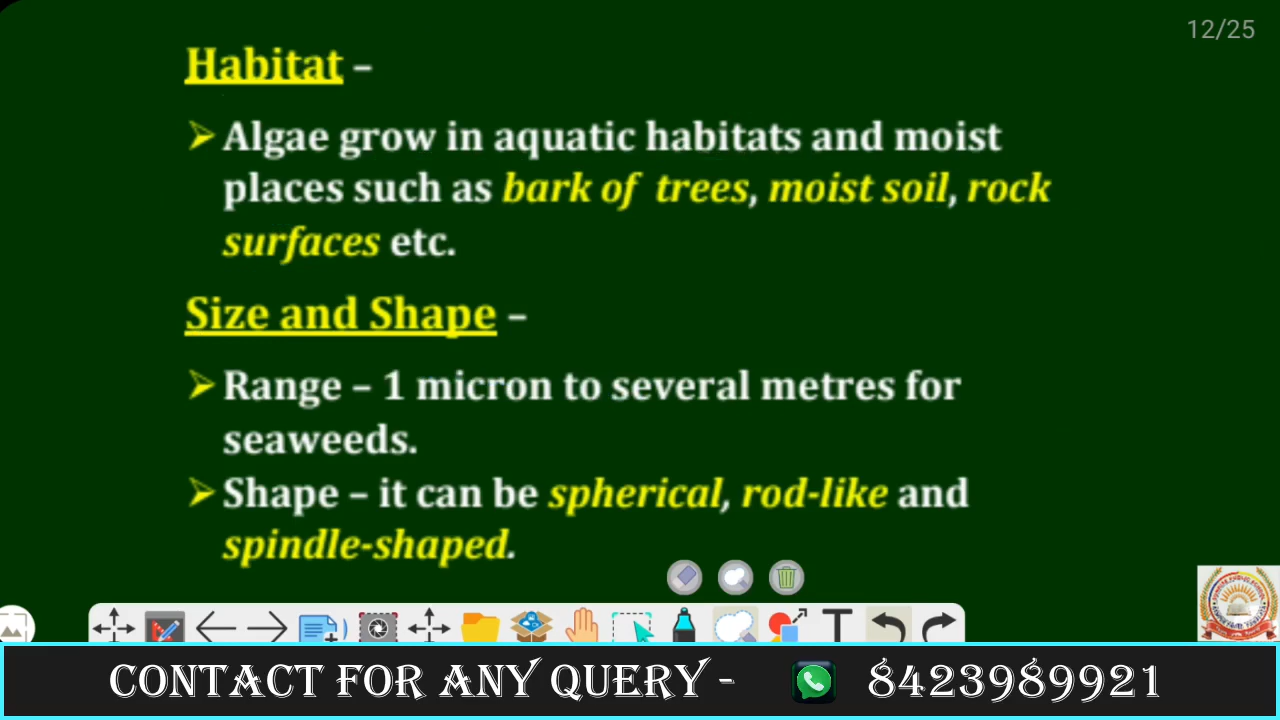 12/25
Habitat –
➢ Algae grow in aquatic habitats and moist
places such as bark of trees, moist soil, rock
surfaces etc.
Size and Shape –
➢ Range – 1 micron to several metres for
seaweeds.
➢ Shape – it can be spherical, rod-like and
spindle-shaped.
CONTACT FOR ANY QUERY - 8423989921